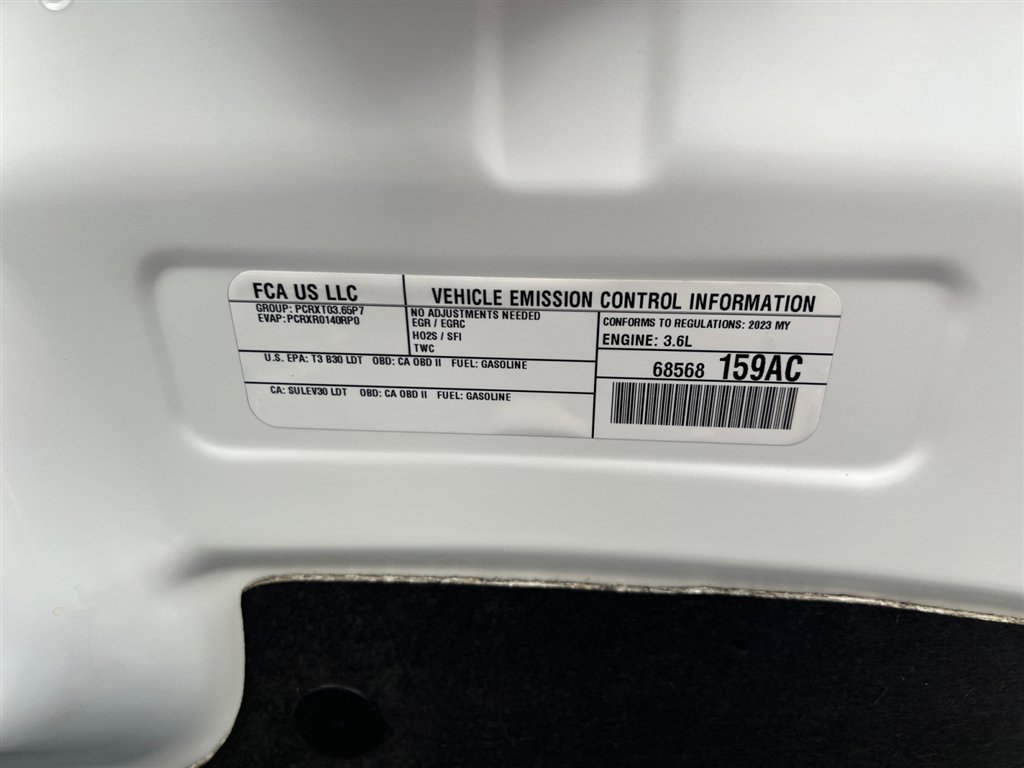 FCA US LLC
GROUP: PCRXT03.65P7
EVAP: PCRXR0140RP0
VEHICLE EMISSION CONTROL INFORMATION
NO ADJUSTMENTS NEEDED
EGR / EGRC
HO2S / SFI
TWC
CONFORMS TO REGULATIONS: 2023 MY
ENGINE: 3.6L
U.S. EPA: T3 B30 LDT OBD: CA OBD II FUEL: GASOLINE
CA: SULEV30 LDT OBD: CA OBD II FUEL: GASOLINE
68568 159AC